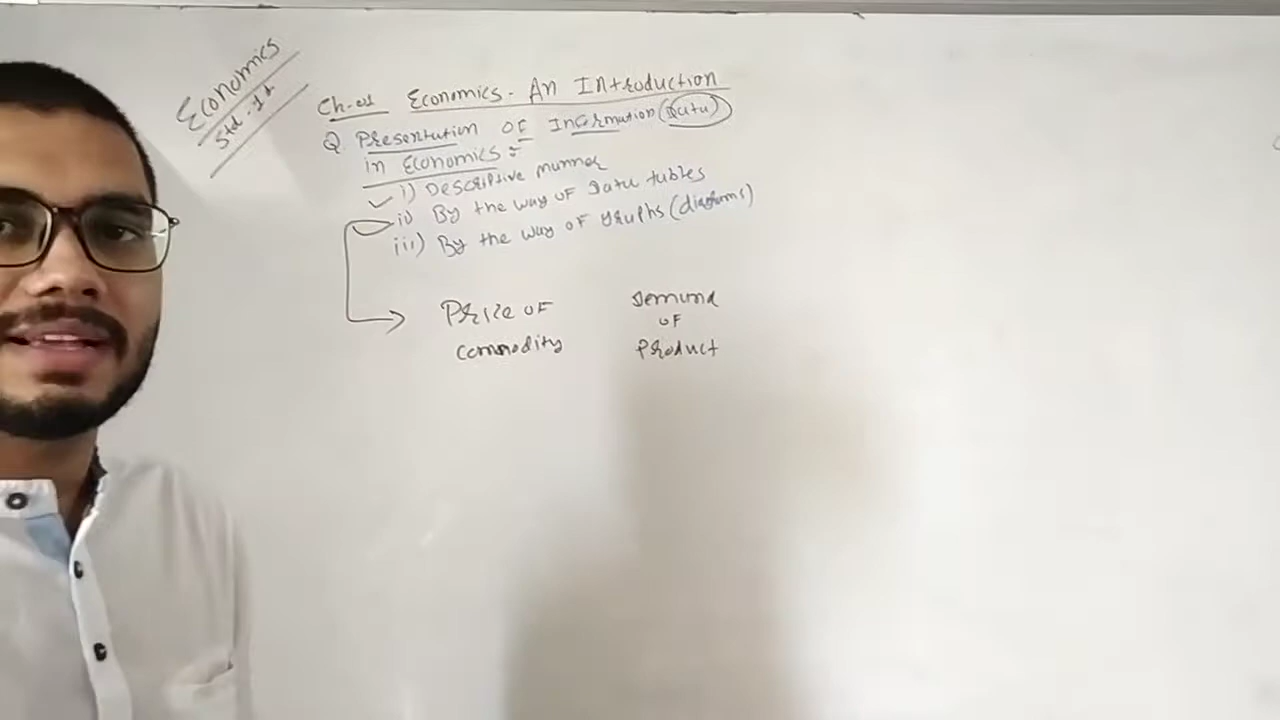 Economics
Std-11
Ch-01 Economics - An Introduction
Q Presentation of Information (Data)
in Economics :-
i) Descriptive manner
ii) By the way of Data tables
iii) By the way of graphs (diagrams)
Price of
commodity
Demand
of
Product